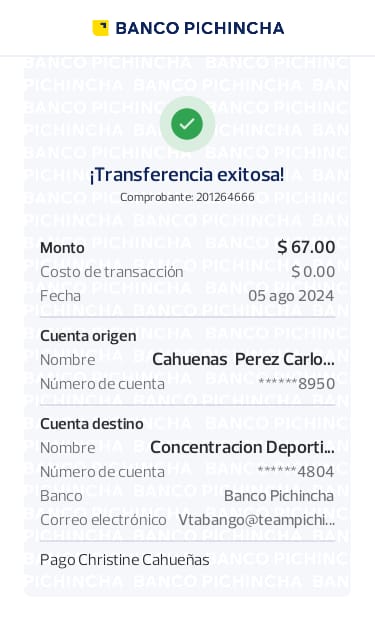 BANCO PICHINCHA
¡Transferencia exitosa!
Comprobante: 201264666
Monto $ 67.00
Costo de transacción $ 0.00
Fecha 05 ago 2024
Cuenta origen
Nombre Cahuenas Perez Carlo...
Número de cuenta ******8950
Cuenta destino
Nombre Concentracion Deporti...
Número de cuenta ******4804
Banco Banco Pichincha
Correo electrónico Vtabango@teampichi...
Pago Christine Cahueñas